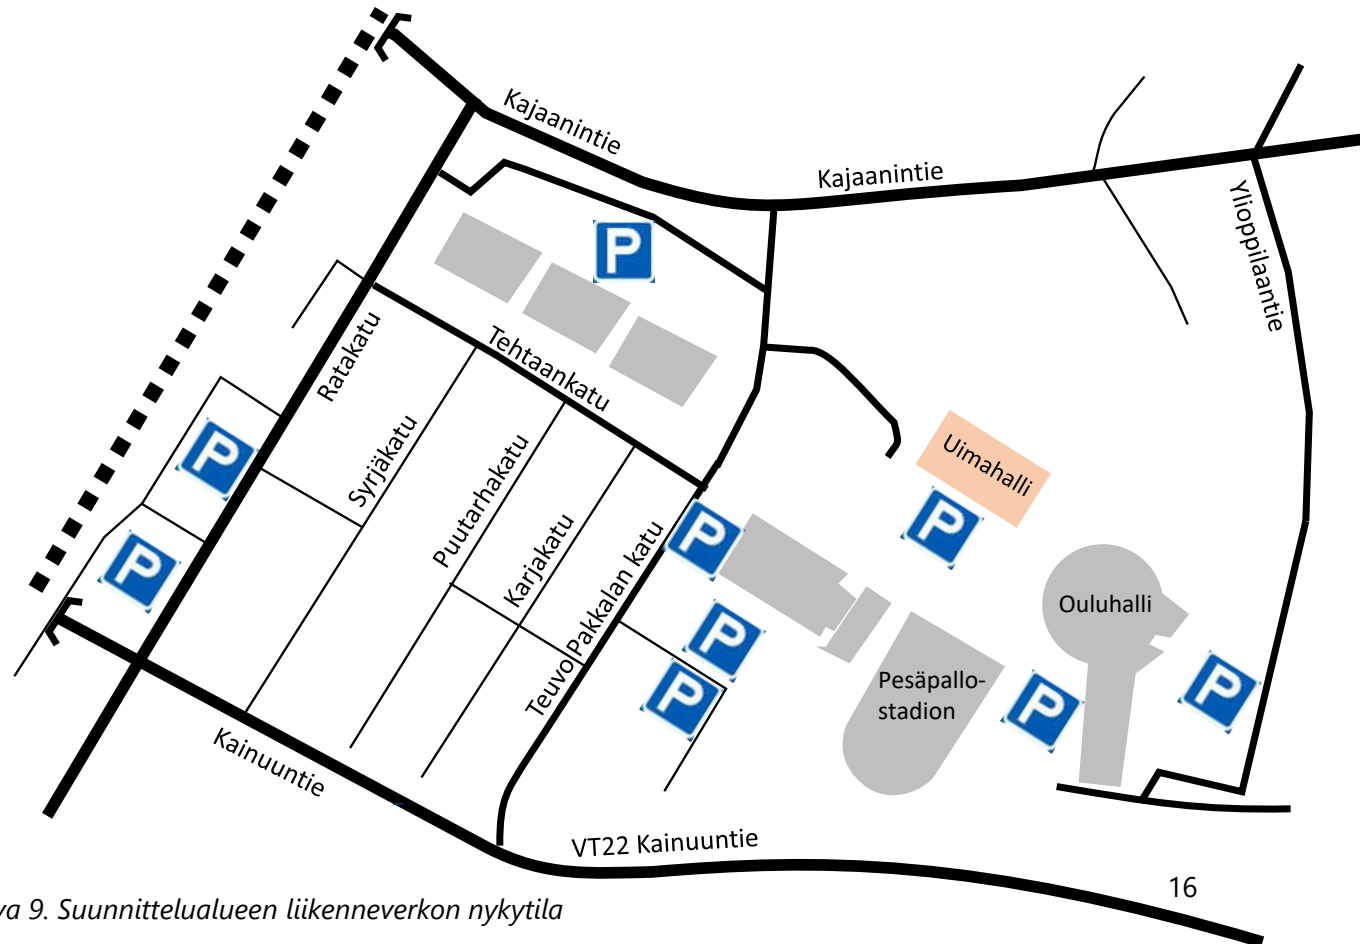 Kajaanintie
Kajaanintie
P
Ylioppilaantie
Ratakatu
Tehtaankatu
Syrjäkatu
P
Puutarhakatu
Uimahalli
Karjakatu
P
P
P
Teuvo Pakkalan katu
Ouluhalli
P
P
Pesäpallo-
stadion
P
P
Kainuuntie
VT22 Kainuuntie
16
va 9. Suunnittelualueen liikenneverkon nykytila